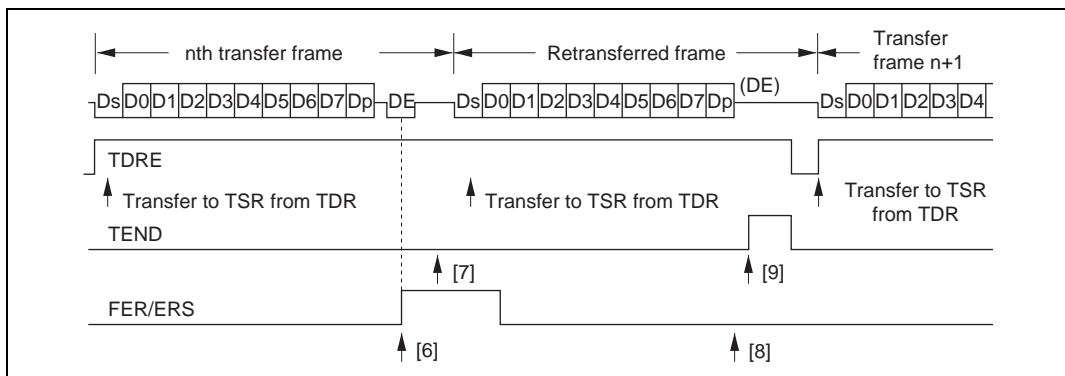 nth transfer frame
Retransferred frame
Transfer
frame n+1
Ds D0 D1 D2 D3 D4 D5 D6 D7 Dp DE
Ds D0 D1 D2 D3 D4 D5 D6 D7 Dp
(DE)
Ds D0 D1 D2 D3 D4
TDRE
Transfer to TSR from TDR
Transfer to TSR from TDR
Transfer to TSR
from TDR
TEND
[7]
[9]
FER/ERS
[6]
[8]